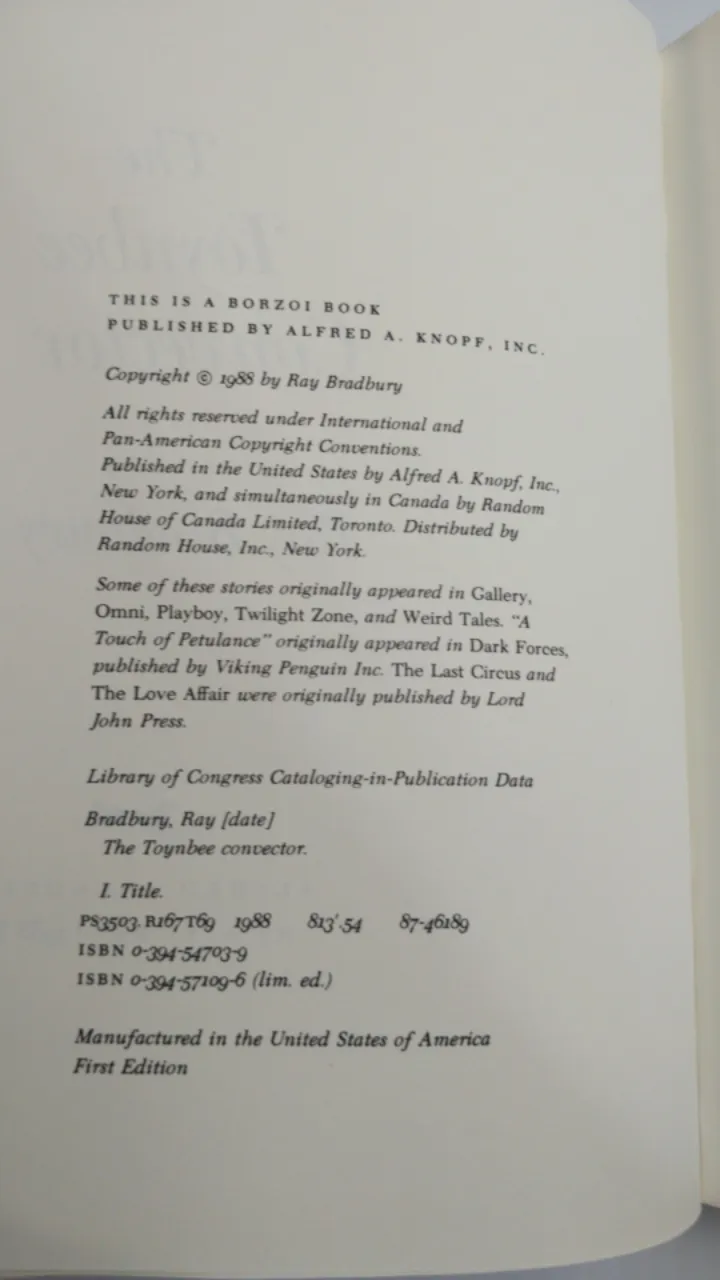 THIS IS A BORZOI BOOK
PUBLISHED BY ALFRED A. KNOPF, INC.
Copyright © 1988 by Ray Bradbury
All rights reserved under International and
Pan-American Copyright Conventions.
Published in the United States by Alfred A. Knopf, Inc.,
New York, and simultaneously in Canada by Random
House of Canada Limited, Toronto. Distributed by
Random House, Inc., New York.
Some of these stories originally appeared in Gallery,
Omni, Playboy, Twilight Zone, and Weird Tales. “A
Touch of Petulance” originally appeared in Dark Forces,
published by Viking Penguin Inc. The Last Circus and
The Love Affair were originally published by Lord
John Press.
Library of Congress Cataloging-in-Publication Data
Bradbury, Ray [date]
The Toynbee convector.
I. Title.
PS3503.R167T69 1988 813'.54 87-46189
ISBN 0-394-54703-9
ISBN 0-394-57109-6 (lim. ed.)
Manufactured in the United States of America
First Edition